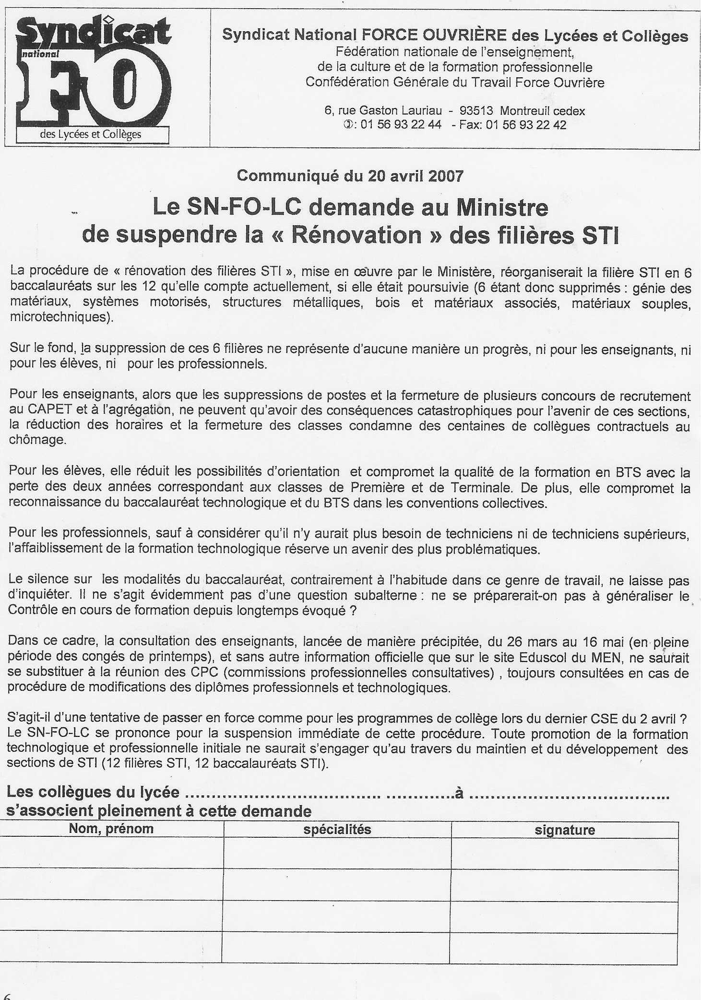 Syndicat
national
FO
des Lycées et Collèges
Syndicat National FORCE OUVRIÈRE des Lycées et Collèges
Fédération nationale de l'enseignement,
de la culture et de la formation professionnelle
Confédération Générale du Travail Force Ouvrière
6, rue Gaston Lauriau - 93513 Montreuil cedex
✆: 01 56 93 22 44 - Fax: 01 56 93 22 42
Communiqué du 20 avril 2007
Le SN-FO-LC demande au Ministre
de suspendre la « Rénovation » des filières STI
La procédure de « rénovation des filières STI », mise en œuvre par le Ministère, réorganiserait la filière STI en 6
baccalauréats sur les 12 qu'elle compte actuellement, si elle était poursuivie (6 étant donc supprimés : génie des
matériaux, systèmes motorisés, structures métalliques, bois et matériaux associés, matériaux souples,
microtechniques).
Sur le fond, la suppression de ces 6 filières ne représente d'aucune manière un progrès, ni pour les enseignants, ni
pour les élèves, ni pour les professionnels.
Pour les enseignants, alors que les suppressions de postes et la fermeture de plusieurs concours de recrutement
au CAPET et à l'agrégation, ne peuvent qu'avoir des conséquences catastrophiques pour l'avenir de ces sections,
la réduction des horaires et la fermeture des classes condamne des centaines de collègues contractuels au
chômage.
Pour les élèves, elle réduit les possibilités d'orientation et compromet la qualité de la formation en BTS avec la
perte des deux années correspondant aux classes de Première et de Terminale. De plus, elle compromet la
reconnaissance du baccalauréat technologique et du BTS dans les conventions collectives.
Pour les professionnels, sauf à considérer qu'il n'y aurait plus besoin de techniciens ni de techniciens supérieurs,
l'affaiblissement de la formation technologique réserve un avenir des plus problématiques.
Le silence sur les modalités du baccalauréat, contrairement à l'habitude dans ce genre de travail, ne laisse pas
d'inquiéter. Il ne s'agit évidemment pas d'une question subalterne : ne se préparerait-on pas à généraliser le
Contrôle en cours de formation depuis longtemps évoqué ?
Dans ce cadre, la consultation des enseignants, lancée de manière précipitée, du 26 mars au 16 mai (en pleine
période des congés de printemps), et sans autre information officielle que sur le site Eduscol du MEN, ne saurait
se substituer à la réunion des CPC (commissions professionnelles consultatives) , toujours consultées en cas de
procédure de modifications des diplômes professionnels et technologiques.
S'agit-il d'une tentative de passer en force comme pour les programmes de collège lors du dernier CSE du 2 avril ?
Le SN-FO-LC se prononce pour la suspension immédiate de cette procédure. Toute promotion de la formation
technologique et professionnelle initiale ne saurait s'engager qu'au travers du maintien et du développement des
sections de STI (12 filières STI, 12 baccalauréats STI).
Les collègues du lycée ..................................... .............à ......................................
s'associent pleinement à cette demande
Nom, prénom spécialités signature
6